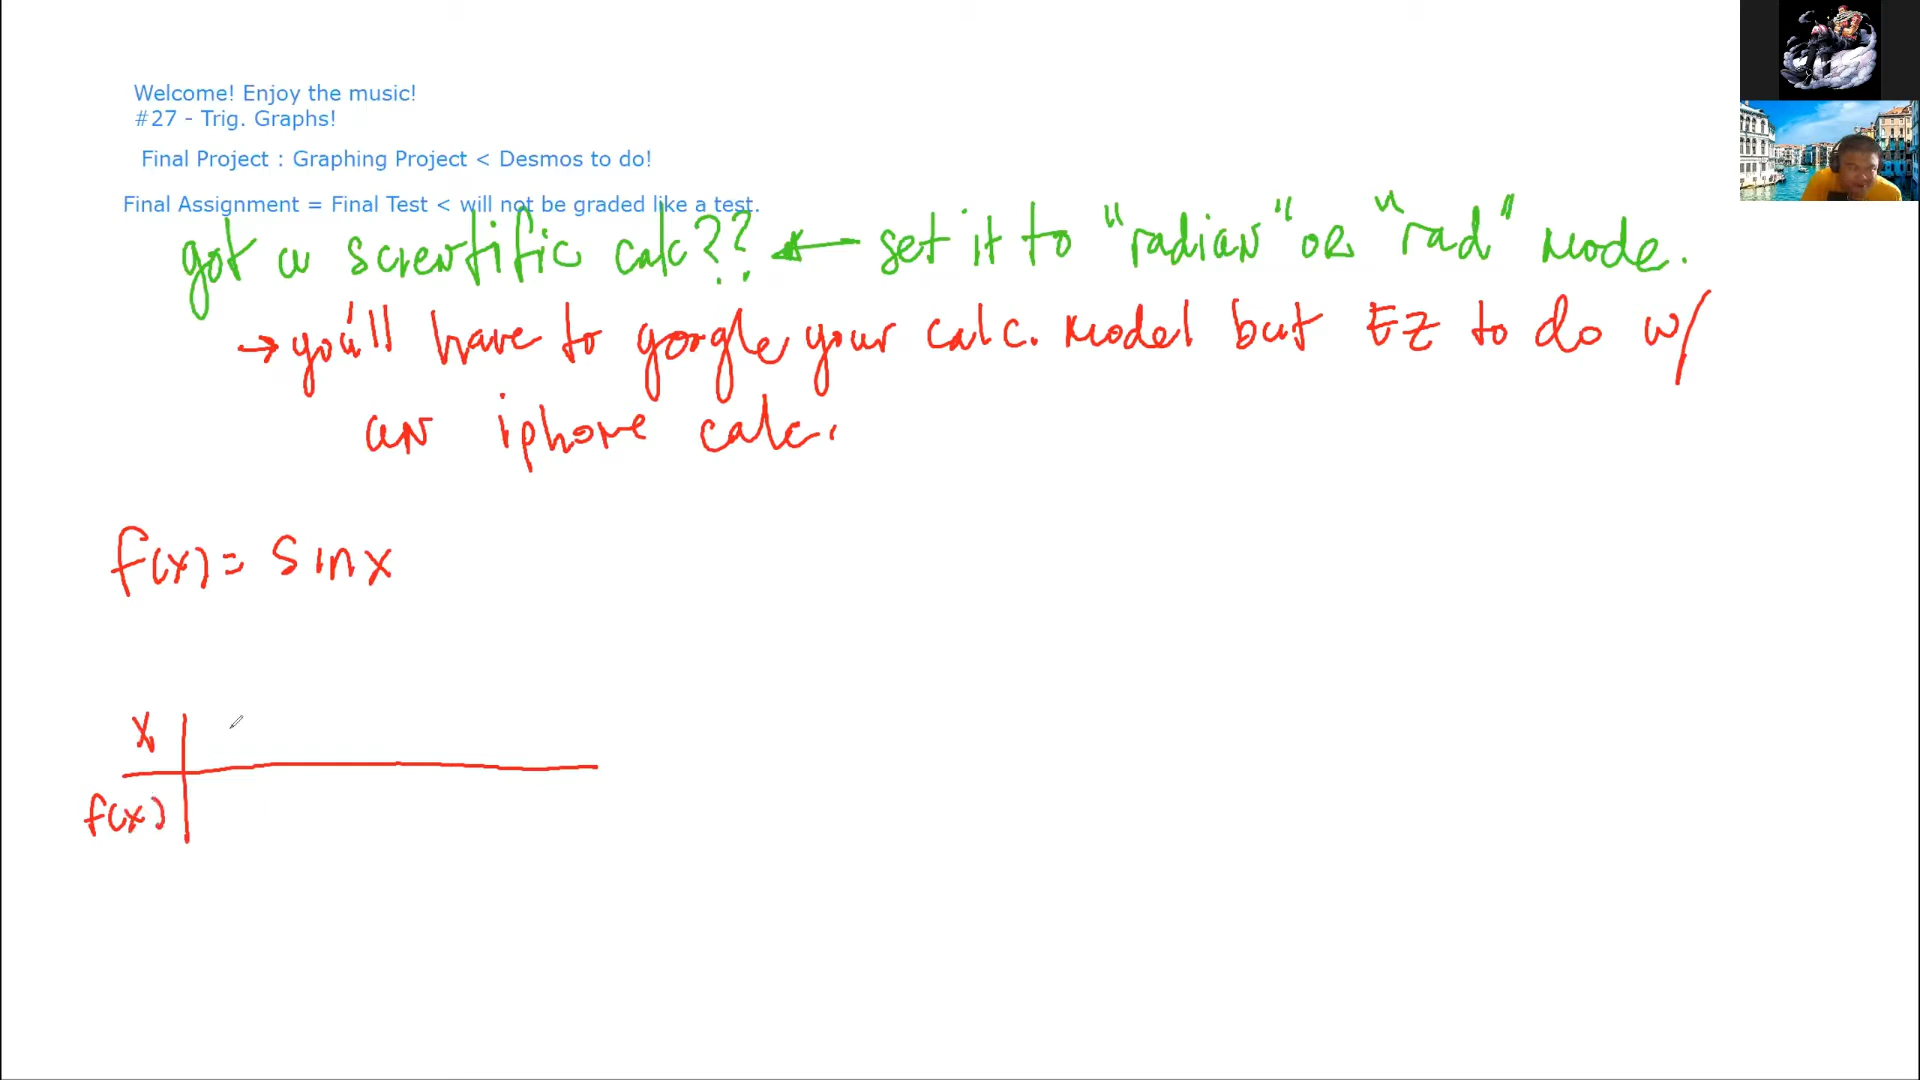 Welcome! Enjoy the music!
#27 - Trig. Graphs!
Final Project : Graphing Project < Desmos to do!
Final Assignment = Final Test < will not be graded like a test.
got a scientific calc?? ← set it to "radian" or "rad" mode.
→ you'll have to google your calc. model but EZ to do w/
an iphone calc.
f(x) = sinx
x
f(x)